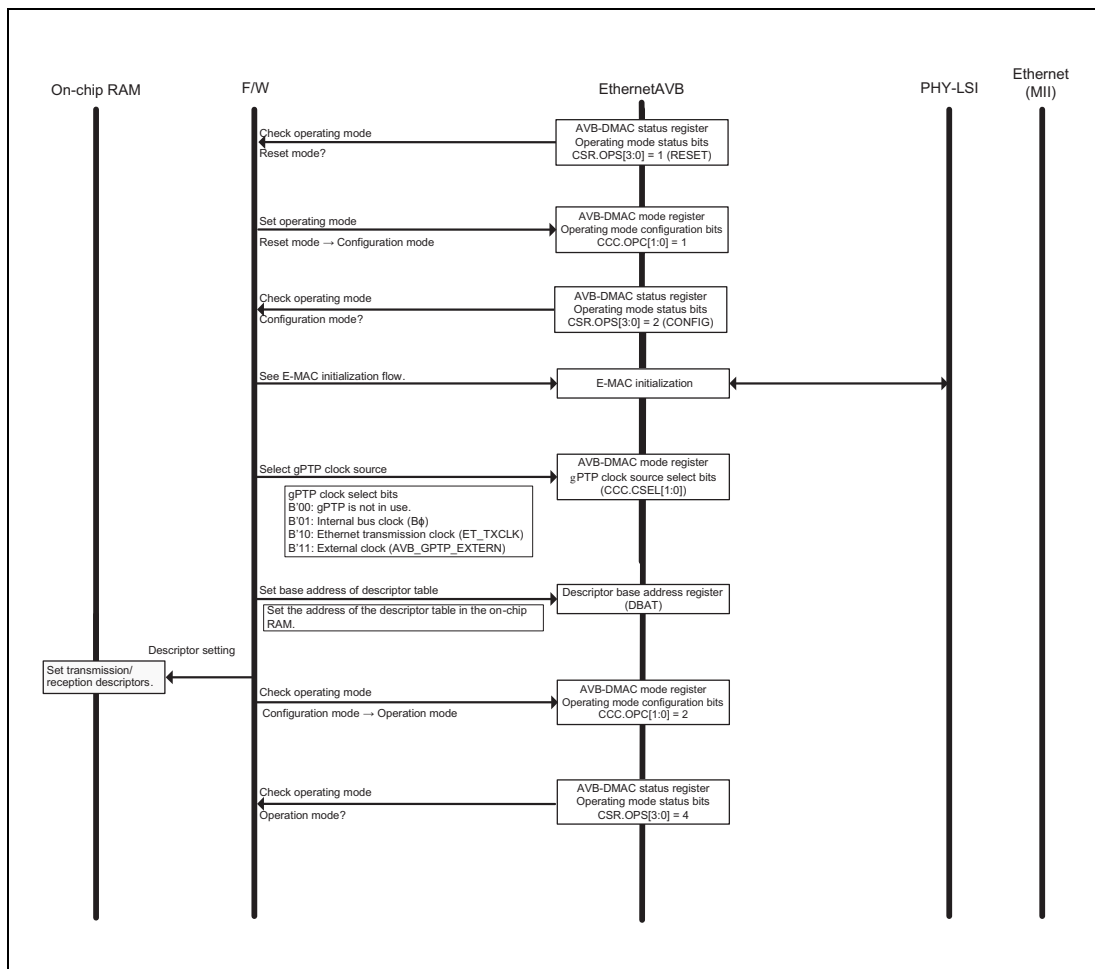 On-chip RAM
F/W
EthernetAVB
PHY-LSI
Ethernet
(MII)
Check operating mode
Reset mode?
AVB-DMAC status register
Operating mode status bits
CSR.OPS[3:0] = 1 (RESET)
Set operating mode
Reset mode → Configuration mode
AVB-DMAC mode register
Operating mode configuration bits
CCC.OPC[1:0] = 1
Check operating mode
Configuration mode?
AVB-DMAC status register
Operating mode status bits
CSR.OPS[3:0] = 2 (CONFIG)
See E-MAC initialization flow.
E-MAC initialization
Select gPTP clock source
AVB-DMAC mode register
gPTP clock source select bits
(CCC.CSEL[1:0])
gPTP clock select bits
B'00: gPTP is not in use.
B'01: Internal bus clock (Bϕ)
B'10: Ethernet transmission clock (ET_TXCLK)
B'11: External clock (AVB_GPTP_EXTERN)
Set base address of descriptor table
Descriptor base address register
(DBAT)
Set the address of the descriptor table in the on-chip
RAM.
Descriptor setting
Set transmission/
reception descriptors.
Check operating mode
Configuration mode → Operation mode
AVB-DMAC mode register
Operating mode configuration bits
CCC.OPC[1:0] = 2
Check operating mode
Operation mode?
AVB-DMAC status register
Operating mode status bits
CSR.OPS[3:0] = 4